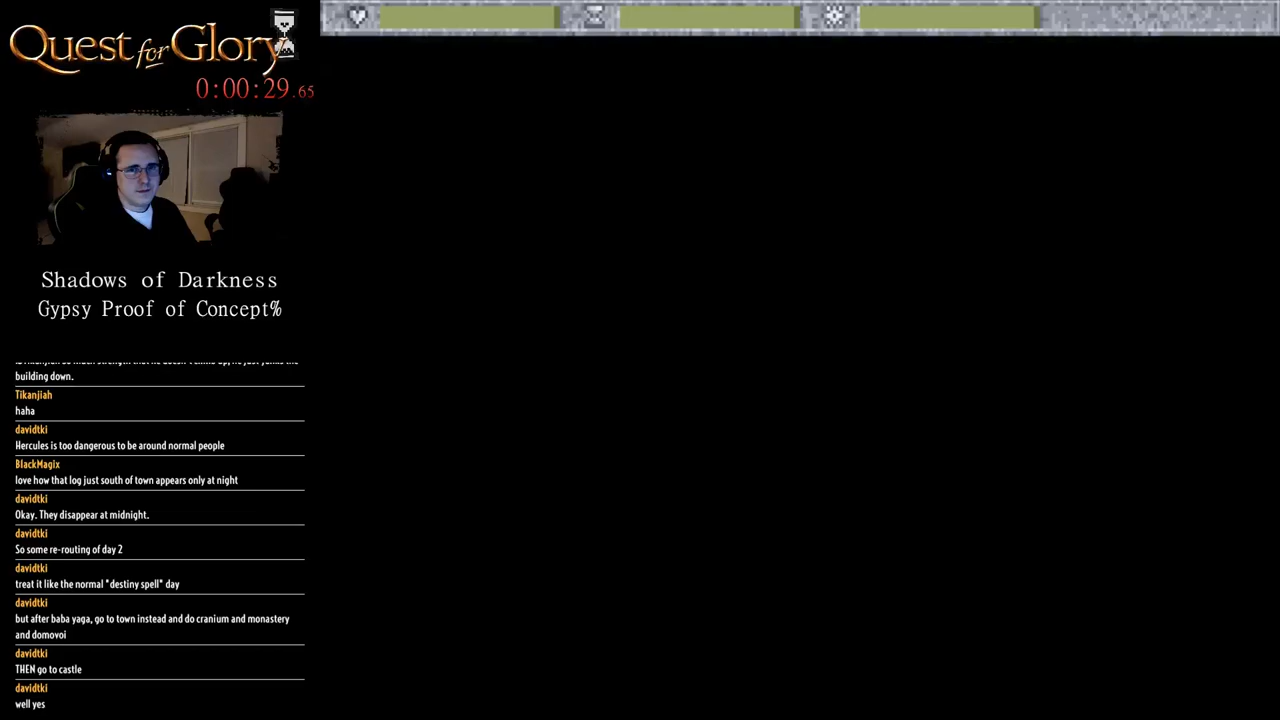 Quest for Glory
0:00:29.65
Shadows of Darkness
Gypsy Proof of Concept%
building down.
Tikanjiah
haha
davidtki
Hercules is too dangerous to be around normal people
BlackMagix
love how that log just south of town appears only at night
davidtki
Okay. They disappear at midnight.
davidtki
So some re-routing of day 2
davidtki
treat it like the normal "destiny spell" day
davidtki
but after baba yaga, go to town instead and do cranium and monastery
and domovoi
davidtki
THEN go to castle
davidtki
well yes